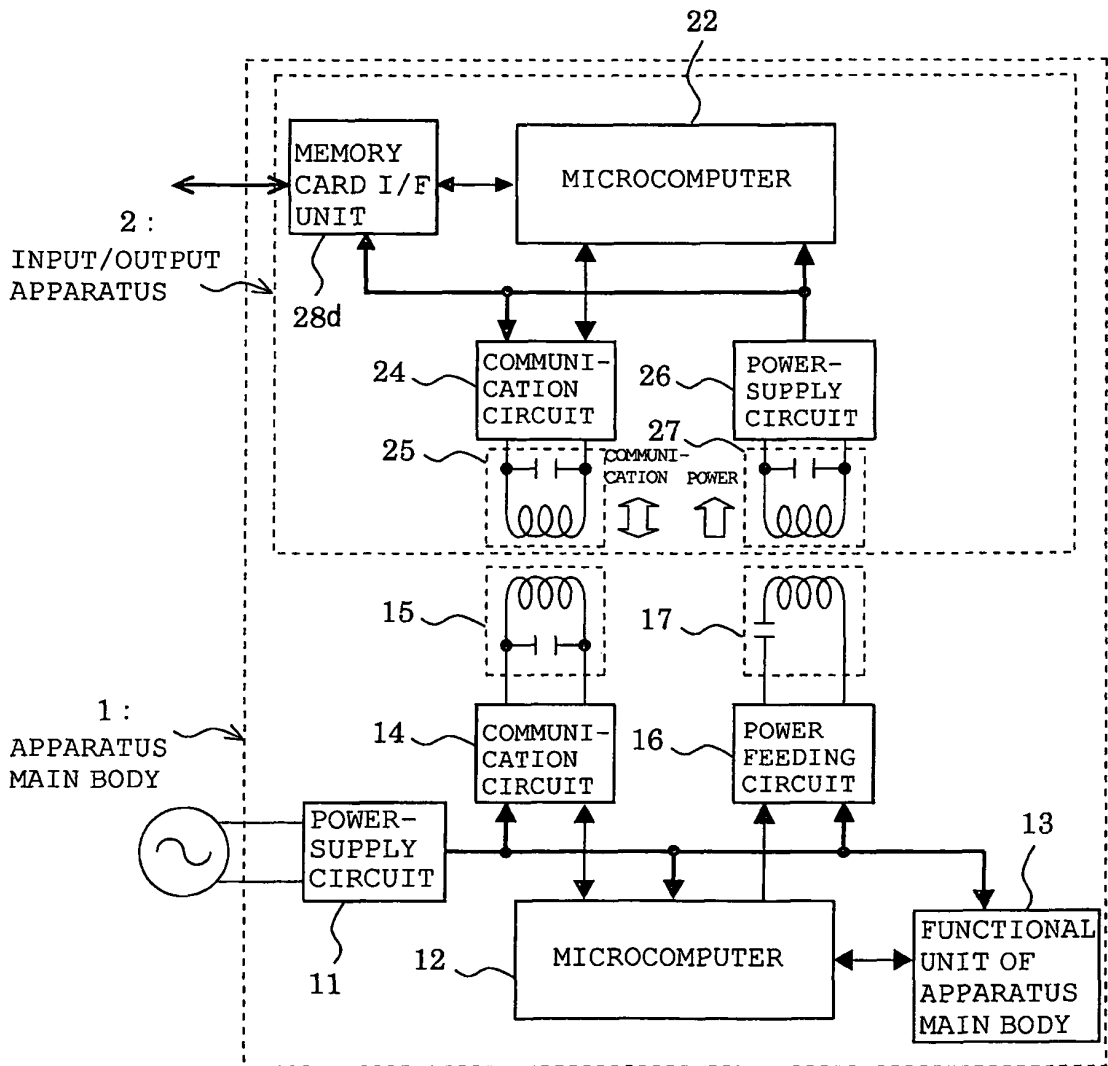 22
MEMORY
CARD I/F
UNIT
MICROCOMPUTER
2:
INPUT/OUTPUT
APPARATUS
28d
24
COMMUNI-
CATION
CIRCUIT
26
POWER-
SUPPLY
CIRCUIT
25
COMMUNI-
CATION
POWER
27
15
17
1:
APPARATUS
MAIN BODY
14
COMMUNI-
CATION
CIRCUIT
16
POWER
FEEDING
CIRCUIT
POWER-
SUPPLY
CIRCUIT
11
13
12
MICROCOMPUTER
FUNCTIONAL
UNIT OF
APPARATUS
MAIN BODY